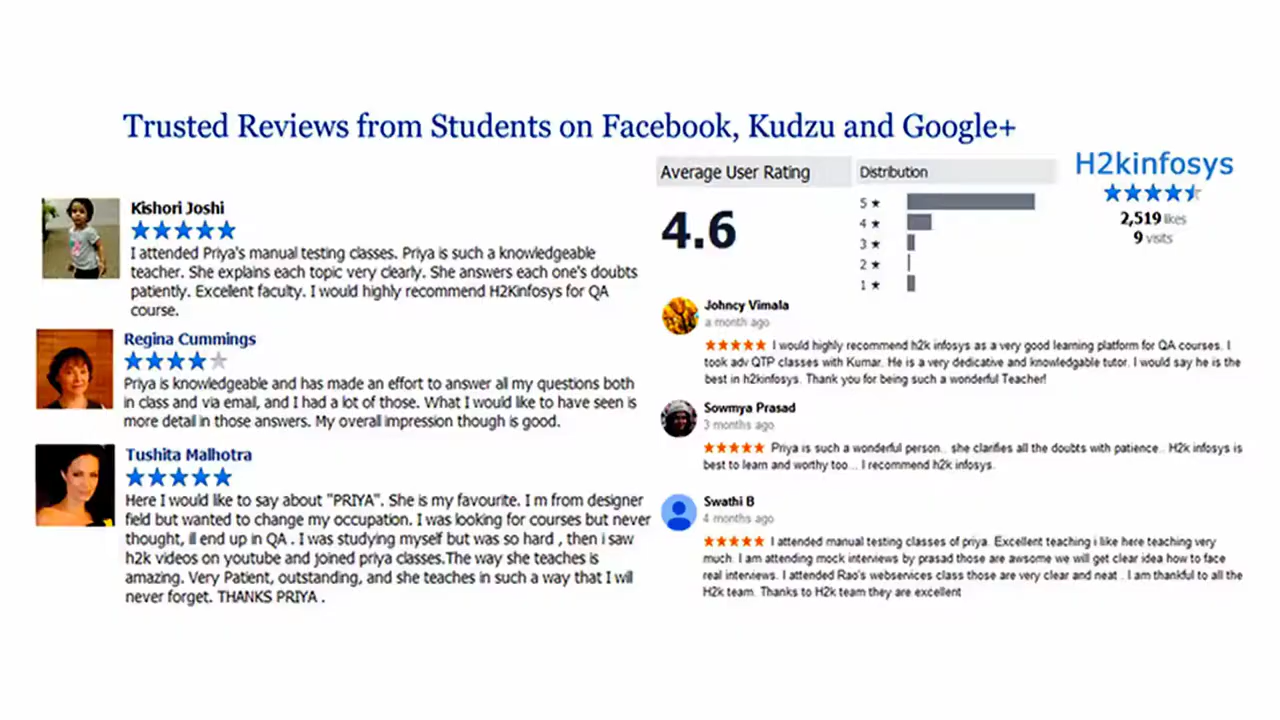 Trusted Reviews from Students on Facebook, Kudzu and Google+
Kishori Joshi
I attended Priya's manual testing classes. Priya is such a knowledgeable
teacher. She explains each topic very clearly. She answers each one's doubts
patiently. Excellent faculty. I would highly recommend H2Kinfosys for QA
course.
Regina Cummings
Priya is knowledgeable and has made an effort to answer all my questions both
in class and via email, and I had a lot of those. What I would like to have seen is
more detail in those answers. My overall impression though is good.
Tushita Malhotra
Here I would like to say about "PRIYA". She is my favourite. I m from designer
field but wanted to change my occupation. I was looking for courses but never
thought, ill end up in QA . I was studying myself but was so hard , then i saw
h2k videos on youtube and joined priya classes.The way she teaches is
amazing. Very Patient, outstanding, and she teaches in such a way that I will
never forget. THANKS PRIYA .
Average User Rating
4.6
Distribution
5 ★
4 ★
3 ★
2 ★
1 ★
H2kinfosys
2,519 likes
9 visits
Johncy Vimala
a month ago
I would highly recommend h2k infosys as a very good learning platform for QA courses. I
took adv QTP classes with Kumar. He is a very dedicative and knowledgable tutor. I would say he is the
best in h2kinfosys. Thank you for being such a wonderful Teacher!
Sowmya Prasad
3 months ago
Priya is such a wonderful person.. she clarifies all the doubts with patience.. H2k infosys is
best to learn and worthy too... I recommend h2k infosys.
Swathi B
4 months ago
I attended manual testing classes of priya. Excellent teaching i like here teaching very
much. I am attending mock interviews by prasad those are awsome we will get clear idea how to face
real interviews. I attended Rao's webservices class those are very clear and neat . I am thankful to all the
H2k team. Thanks to H2k team they are excellent